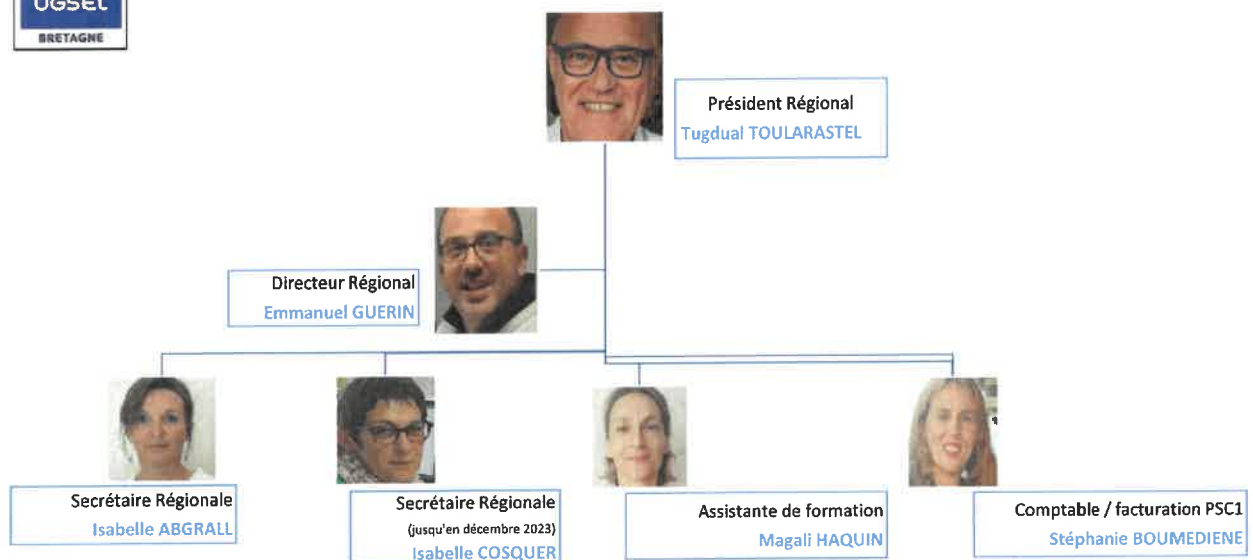 UGSEL
BRETAGNE
Président Régional
Tugdual TOULARASTEL
Directeur Régional
Emmanuel GUERIN
Secrétaire Régionale
Isabelle ABGRALL
Secrétaire Régionale
(jusqu'en décembre 2023)
Isabelle COSQUER
Assistante de formation
Magali HAQUIN
Comptable / facturation PSC1
Stéphanie BOUMEDIENE